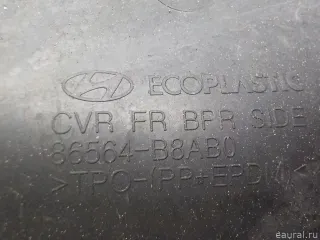 ECOPLASTIC
CVR FR BPR SIDE
86564-B8AB0
>TPO-(PP+EPDM)<
eaural.ru